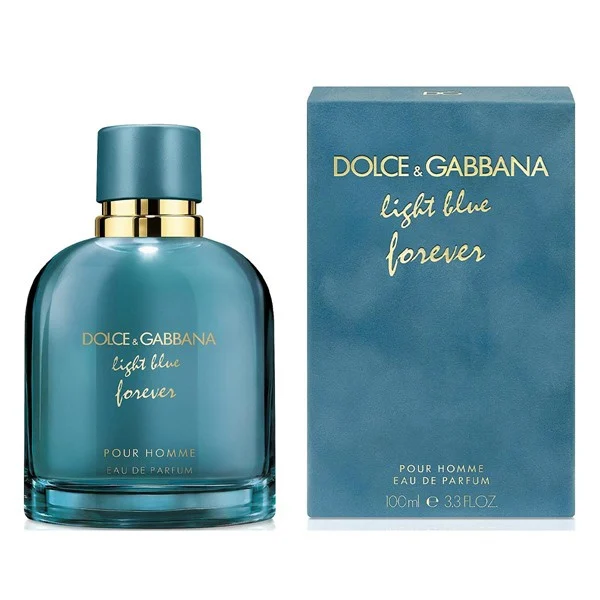 DOLCE & GABBANA
light blue
forever
POUR HOMME
EAU DE PARFUM
DG
DOLCE & GABBANA
light blue
forever
POUR HOMME
EAU DE PARFUM
100ml e 3.3 FL.OZ.